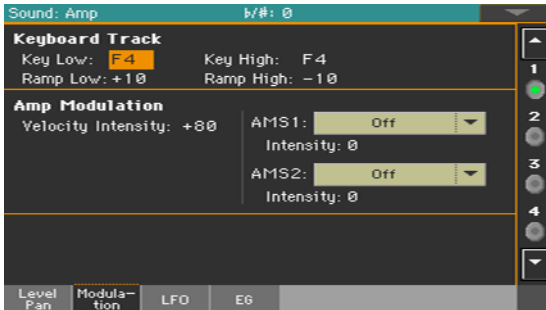 Sound: Amp ♭/#: 0
Keyboard Track
Key Low: F4 Key High: F4
Ramp Low: +10 Ramp High: -10
Amp Modulation
Velocity Intensity: +80 AMS1: Off
Intensity: 0
AMS2: Off
Intensity: 0
1
2
3
4
Level Pan
Modula-
tion
LFO
EG